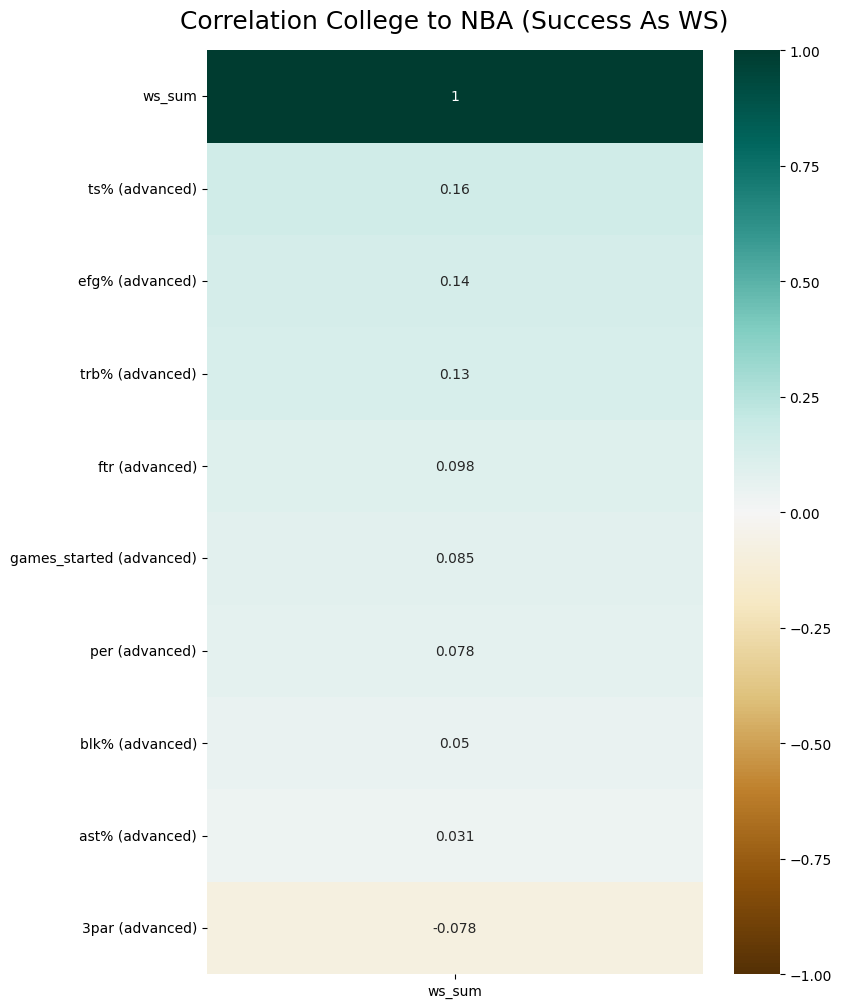 Correlation College to NBA (Success As WS)
ws_sum
1
ts% (advanced)
0.16
efg% (advanced)
0.14
trb% (advanced)
0.13
ftr (advanced)
0.098
games_started (advanced)
0.085
per (advanced)
0.078
blk% (advanced)
0.05
ast% (advanced)
0.031
3par (advanced)
-0.078
ws_sum
1.00
0.75
0.50
0.25
0.00
−0.25
−0.50
−0.75
−1.00